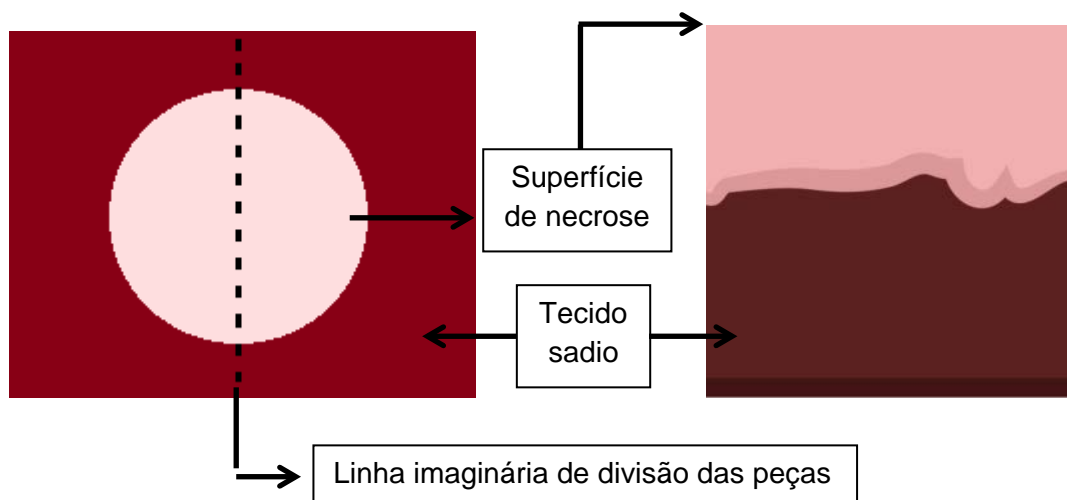 Superfície
de necrose
Tecido
sadio
Linha imaginária de divisão das peças